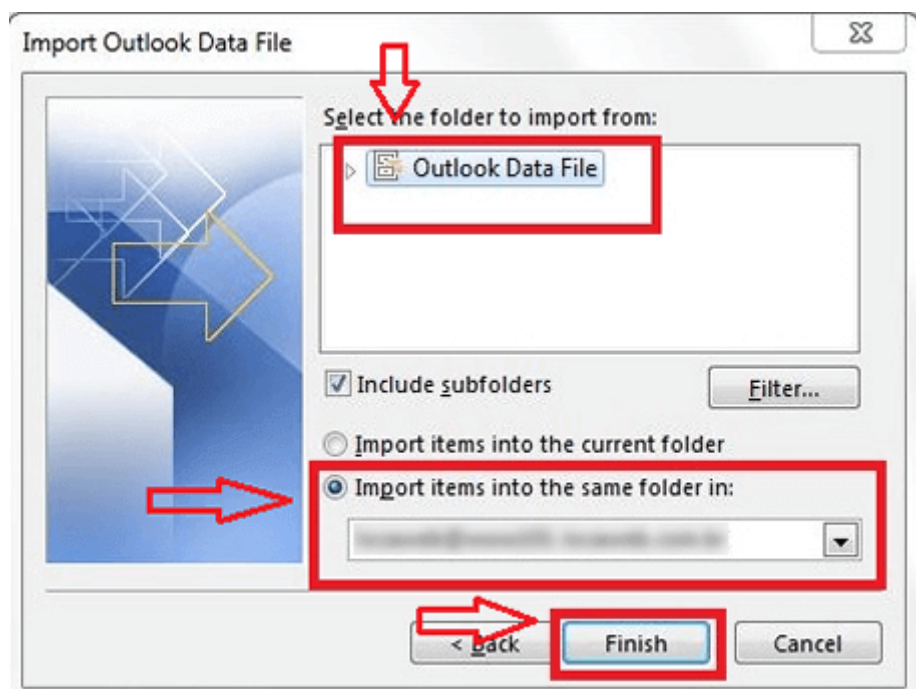 Import Outlook Data File
Select the folder to import from:
Outlook Data File
Include subfolders
Filter...
Import items into the current folder
Import items into the same folder in:
< Back
Finish
Cancel